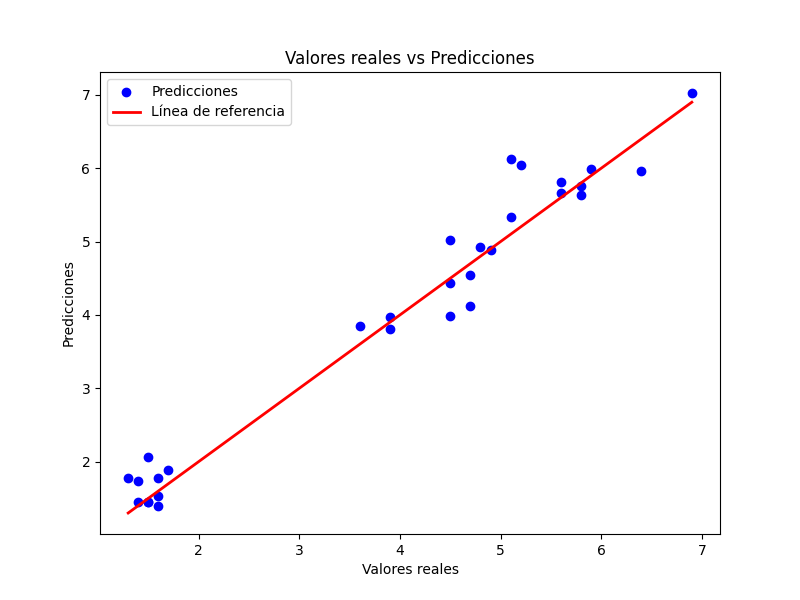 Valores reales vs Predicciones
Predicciones
Línea de referencia
7
6
5
4
3
2
Predicciones
2 3 4 5 6 7
Valores reales